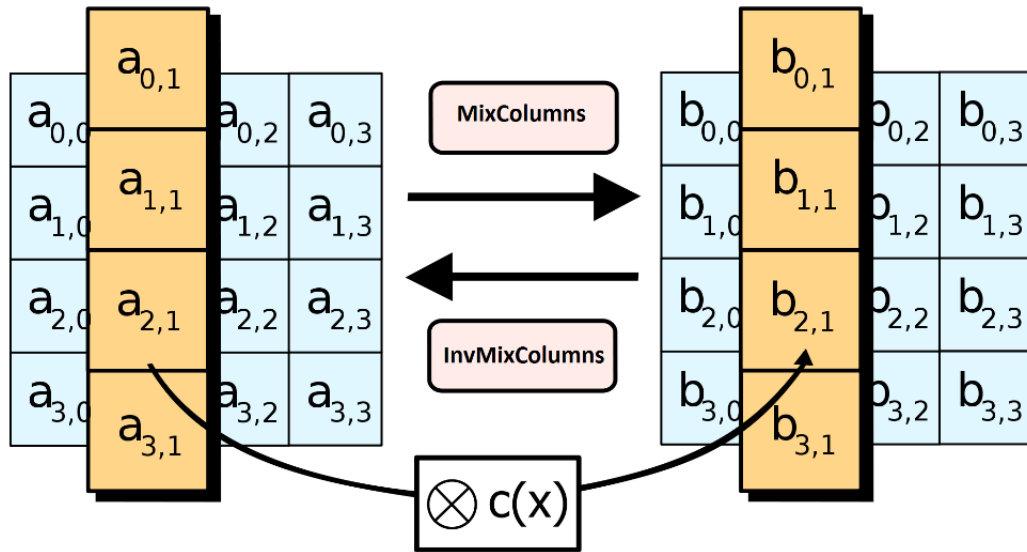 a0,1 b0,1
a0,0 a0,2 a0,3 MixColumns b0,0 b0,2 b0,3
a1,1 b1,1
a1,0 a1,2 a1,3 b1,0 b1,2 b1,3
a2,1 b2,1
a2,0 a2,2 a2,3 b2,0 b2,2 b2,3
InvMixColumns
a3,0 a3,2 a3,3 b3,0 b3,2 b3,3
a3,1 b3,1
⊗ c(x)